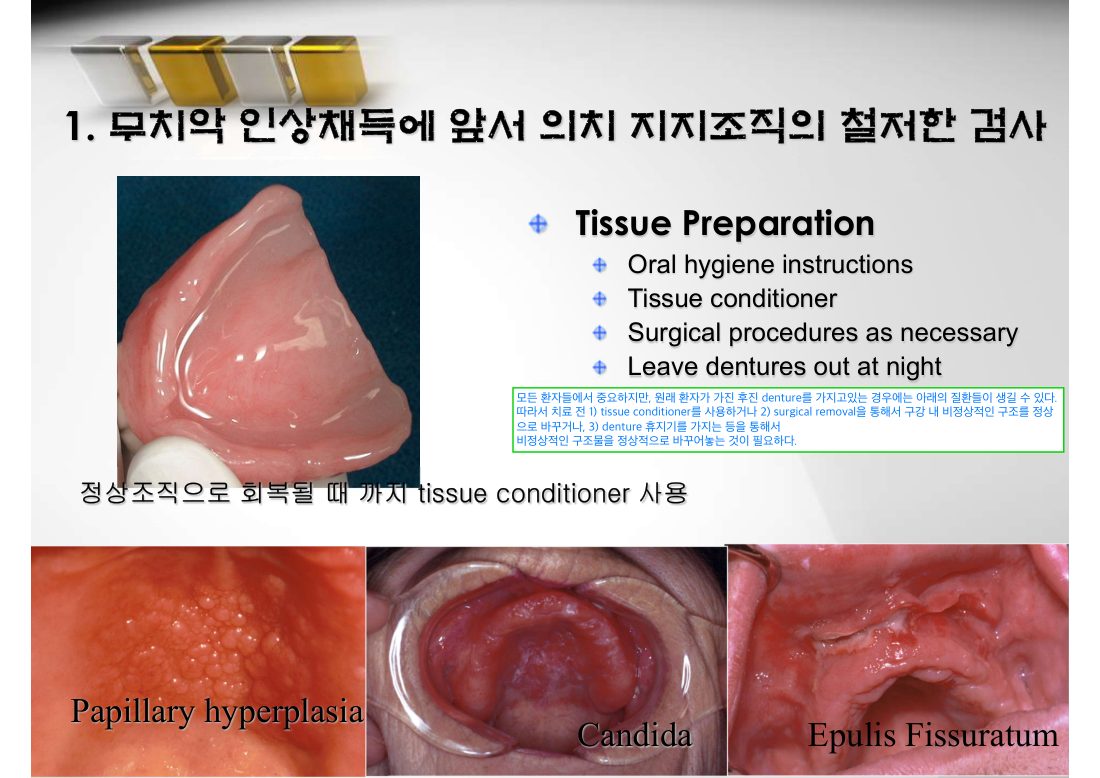 1. 무치악 인상채득에 앞서 의치 지지조직의 철저한 검사
Tissue Preparation
Oral hygiene instructions
Tissue conditioner
Surgical procedures as necessary
Leave dentures out at night
모든 환자들에서 중요하지만, 원래 환자가 가진 후진 denture를 가지고있는 경우에는 아래의 질환들이 생길 수 있다.
따라서 치료 전 1) tissue conditioner를 사용하거나 2) surgical removal을 통해서 구강 내 비정상적인 구조를 정상
으로 바꾸거나, 3) denture 휴지기를 가지는 등을 통해서
비정상적인 구조물을 정상적으로 바꾸어놓는 것이 필요하다.
정상조직으로 회복될 때 까지 tissue conditioner 사용
Papillary hyperplasia
Candida
Epulis Fissuratum